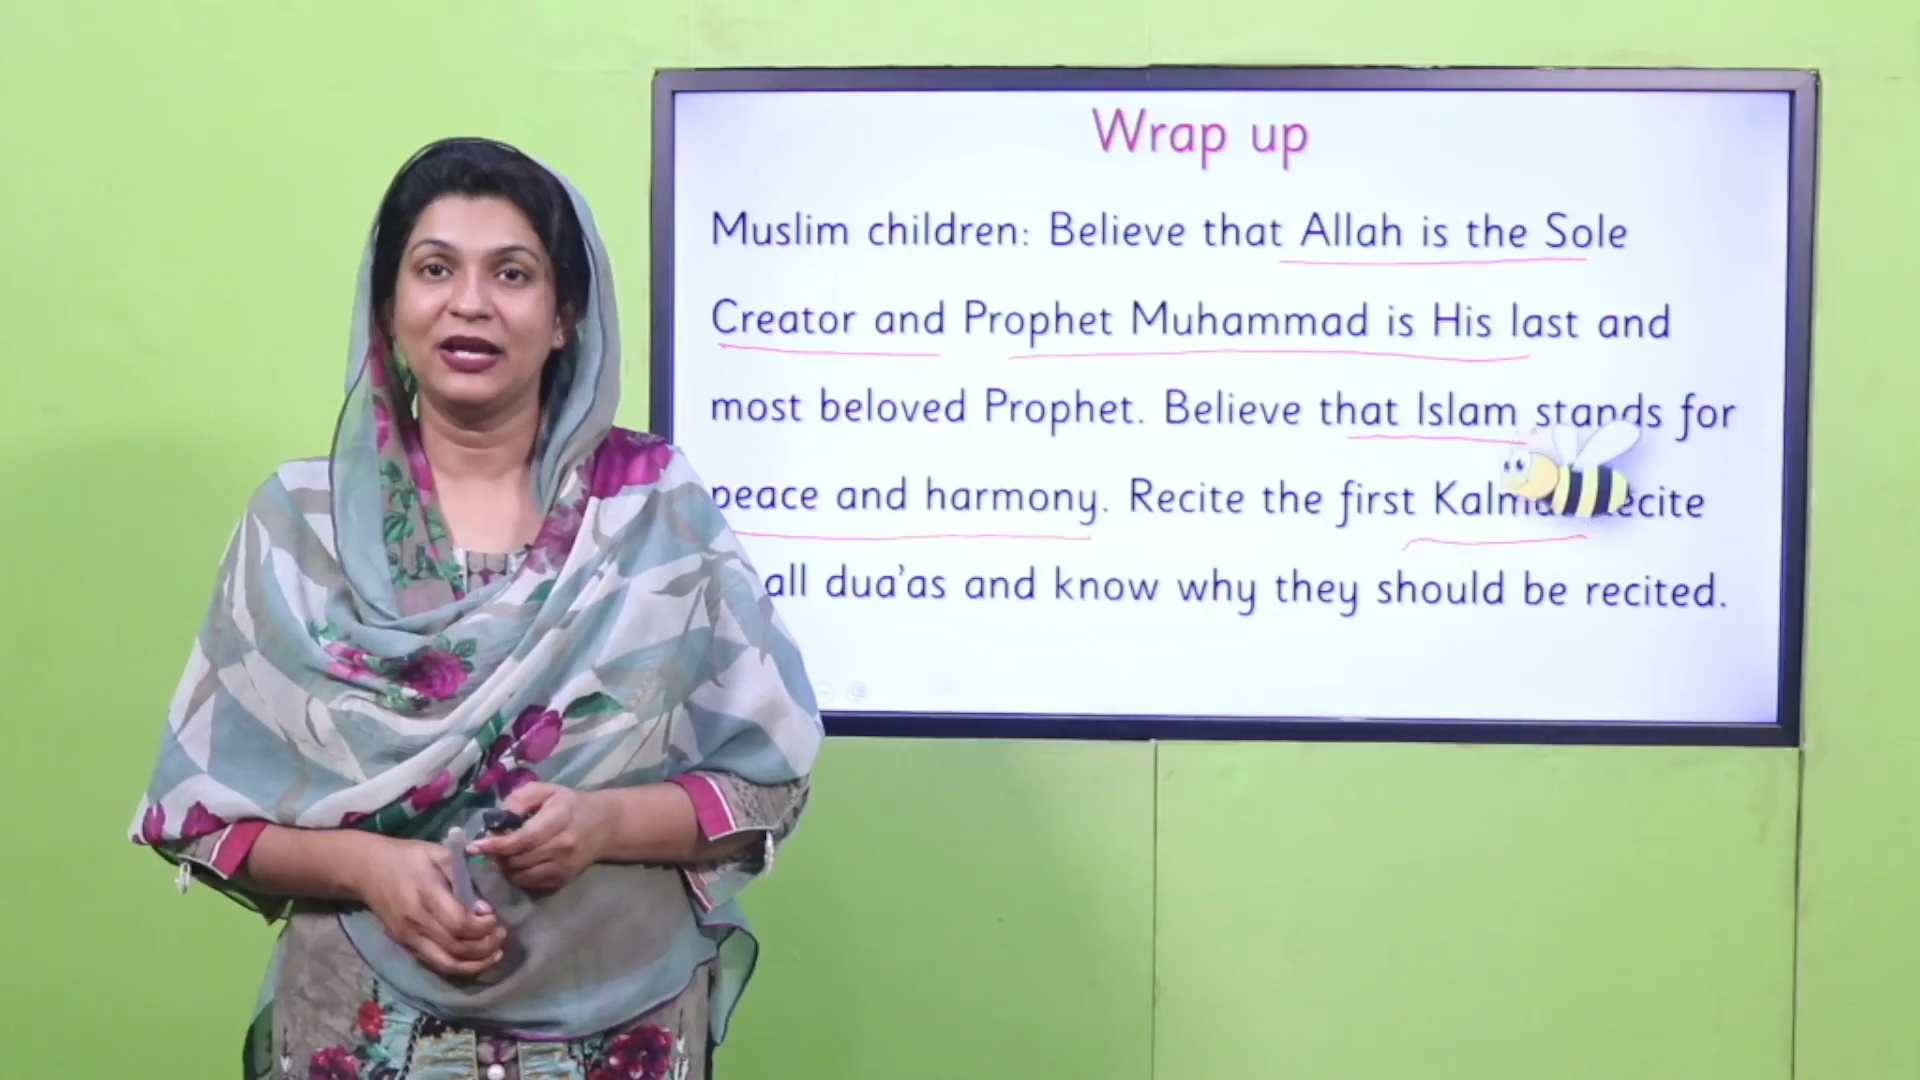 Wrap up
Muslim children: Believe that Allah is the Sole
Creator and Prophet Muhammad is His last and
most beloved Prophet. Believe that Islam stands for
peace and harmony. Recite the first
all dua'as and know why they should be recited.